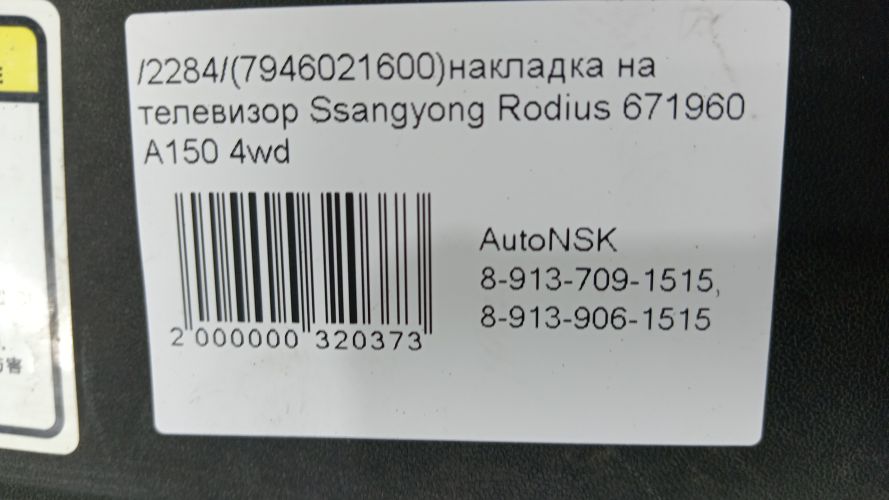 /2284/(7946021600)накладка на
телевизор Ssangyong Rodius 671960
A150 4wd
AutoNSK
8-913-709-1515,
8-913-906-1515
2 000000 320373
E
害